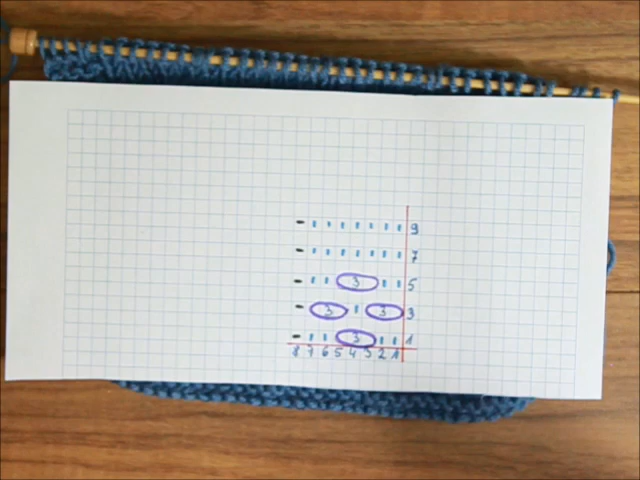 - ı ı ı ı ı ı ı 9
- ı ı ı ı ı ı ı 7
- ı ı 3 ı ı 5
- 3 ı 3 3
- ı ı 3 ı ı 1
8 7 6 5 4 3 2 1